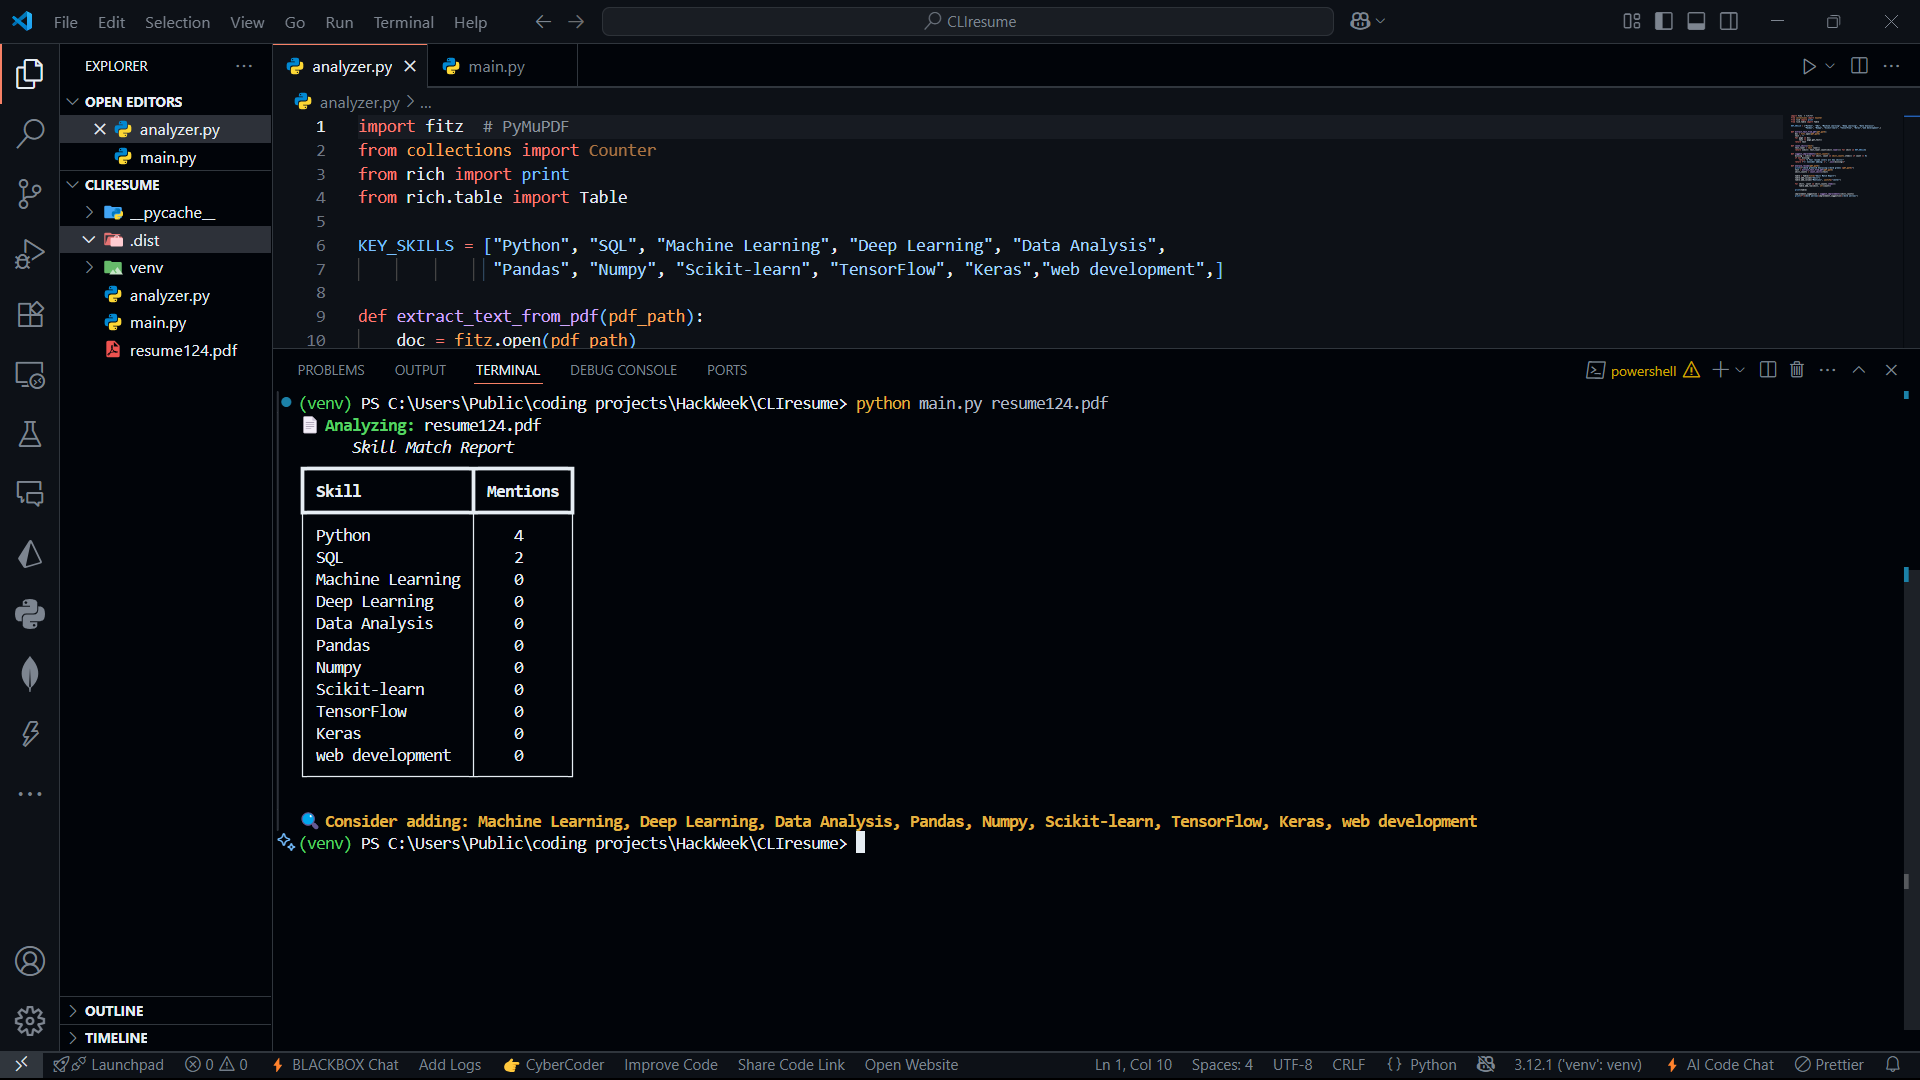 File Edit Selection View Go Run Terminal Help
CLIresume
EXPLORER
OPEN EDITORS
analyzer.py
main.py
CLIRESUME
__pycache__
.dist
venv
analyzer.py
main.py
resume124.pdf
OUTLINE
TIMELINE
analyzer.py main.py
analyzer.py > ...
1 import fitz # PyMuPDF
2 from collections import Counter
3 from rich import print
4 from rich.table import Table
5
6 KEY_SKILLS = ["Python", "SQL", "Machine Learning", "Deep Learning", "Data Analysis",
7 "Pandas", "Numpy", "Scikit-learn", "TensorFlow", "Keras","web development",]
8
9 def extract_text_from_pdf(pdf_path):
10 doc = fitz.open(pdf_path)
PROBLEMS OUTPUT TERMINAL DEBUG CONSOLE PORTS
powershell
(venv) PS C:\Users\Public\coding projects\HackWeek\CLIresume> python main.py resume124.pdf
📄 Analyzing: resume124.pdf
Skill Match Report
Skill Mentions
Python 4
SQL 2
Machine Learning 0
Deep Learning 0
Data Analysis 0
Pandas 0
Numpy 0
Scikit-learn 0
TensorFlow 0
Keras 0
web development 0
🔍 Consider adding: Machine Learning, Deep Learning, Data Analysis, Pandas, Numpy, Scikit-learn, TensorFlow, Keras, web development
(venv) PS C:\Users\Public\coding projects\HackWeek\CLIresume>
Launchpad 0 0 BLACKBOX Chat Add Logs 👉 CyberCoder Improve Code Share Code Link Open Website Ln 1, Col 10 Spaces: 4 UTF-8 CRLF {} Python 3.12.1 ('venv': venv) AI Code Chat Prettier